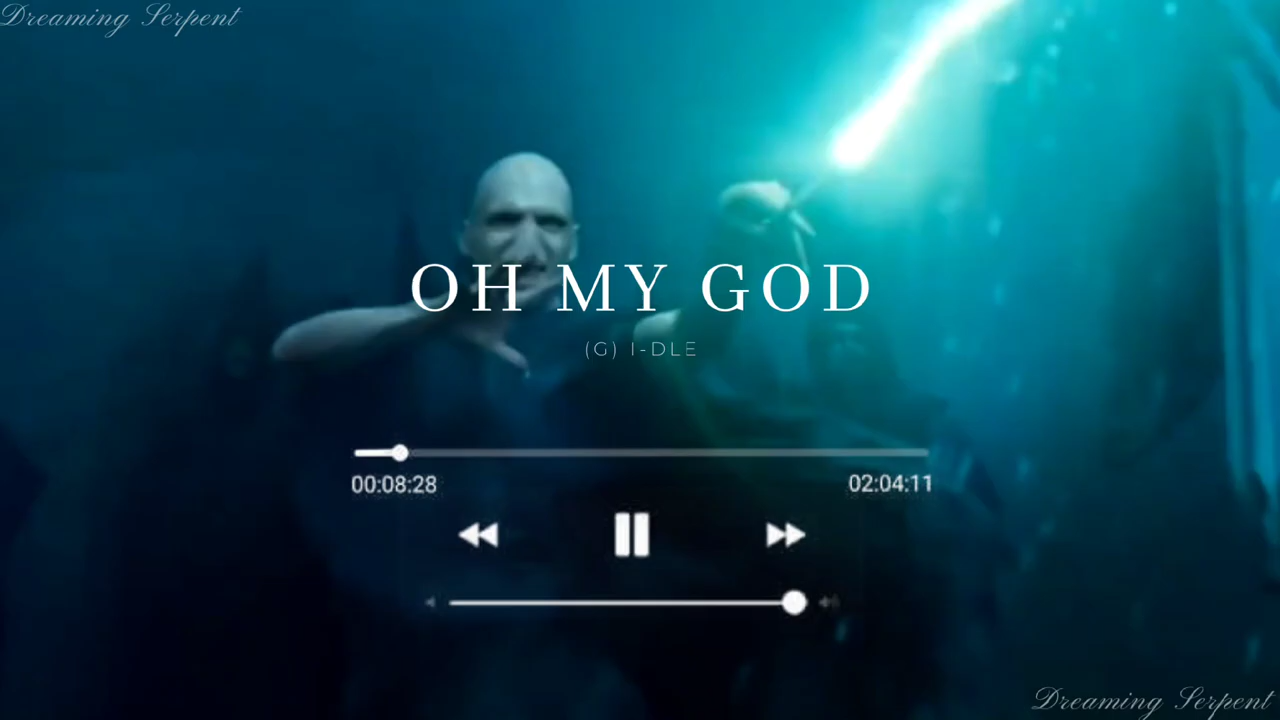 Dreaming Serpent
OH MY GOD
(G) I-DLE
00:08:28 02:04:11
Dreaming Serpent